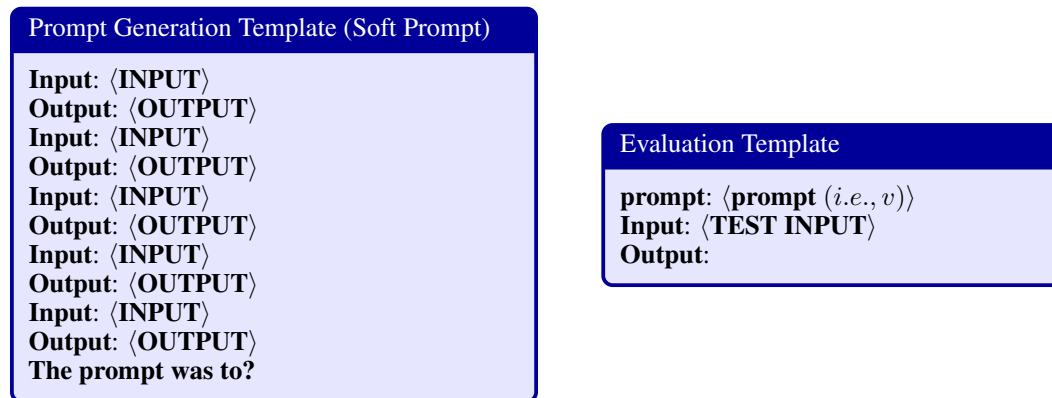 Prompt Generation Template (Soft Prompt)
Input: ⟨INPUT⟩
Output: ⟨OUTPUT⟩
Input: ⟨INPUT⟩
Output: ⟨OUTPUT⟩
Input: ⟨INPUT⟩
Output: ⟨OUTPUT⟩
Input: ⟨INPUT⟩
Output: ⟨OUTPUT⟩
Input: ⟨INPUT⟩
Output: ⟨OUTPUT⟩
The prompt was to?
Evaluation Template
prompt: ⟨prompt (i.e., v)⟩
Input: ⟨TEST INPUT⟩
Output: